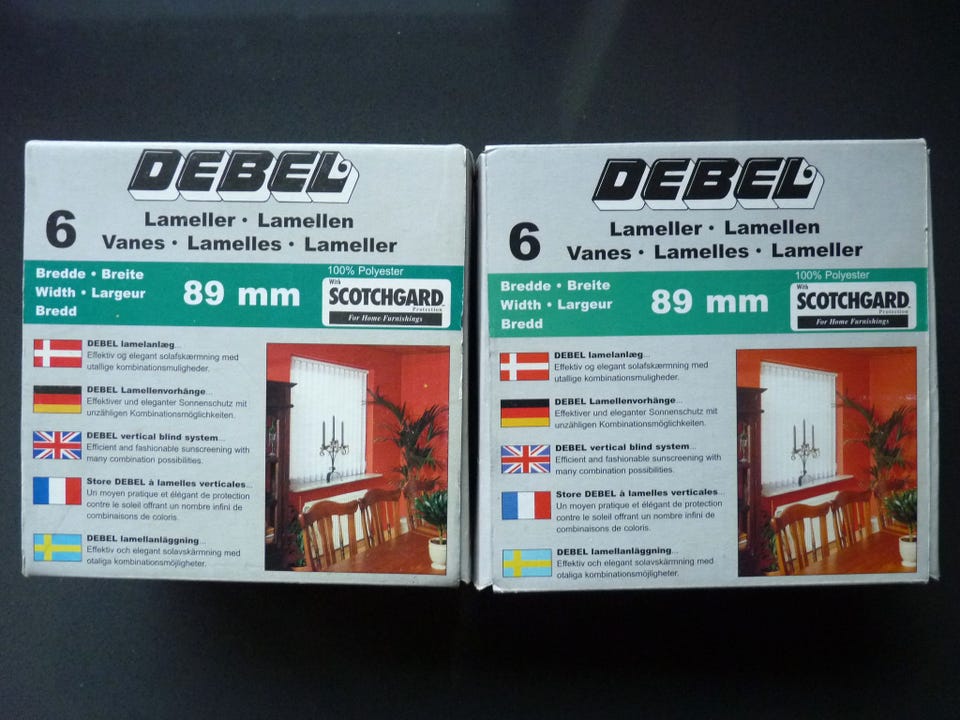 DEBEL
6
Lameller • Lamellen
Vanes • Lamelles • Lameller
Bredde • Breite
Width • Largeur
Bredd
89 mm
100% Polyester
With
SCOTCHGARD
Protection
For Home Furnishings
DEBEL lamelanlæg...
Effektiv og elegant solafskærmning med
utallige kombinationsmuligheder.
DEBEL Lamellenvorhänge...
Effektiver und eleganter Sonnenschutz mit
unzähligen Kombinationsmöglichkeiten.
DEBEL vertical blind system...
Efficient and fashionable sunscreening with
many combination possibilities.
Store DEBEL à lamelles verticales...
Un moyen pratique et élégant de protection
contre le soleil offrant un nombre infini de
combinaisons de coloris.
DEBEL lamellanläggning...
Effektiv och elegant solavskärmning med
otaliga kombinationsmöjligheter.
DEBEL
6
Lameller • Lamellen
Vanes • Lamelles • Lameller
Bredde • Breite
Width • Largeur
Bredd
89 mm
100% Polyester
With
SCOTCHGARD
Protection
For Home Furnishings
DEBEL lamelanlæg...
Effektiv og elegant solafskærmning med
utallige kombinationsmuligheder.
DEBEL Lamellenvorhänge...
Effektiver und eleganter Sonnenschutz mit
unzähligen Kombinationsmöglichkeiten.
DEBEL vertical blind system...
Efficient and fashionable sunscreening with
many combination possibilities.
Store DEBEL à lamelles verticales...
Un moyen pratique et élégant de protection
contre le soleil offrant un nombre infini de
combinaisons de coloris.
DEBEL lamellanläggning...
Effektiv och elegant solavskärmning med
otaliga kombinationsmöjligheter.